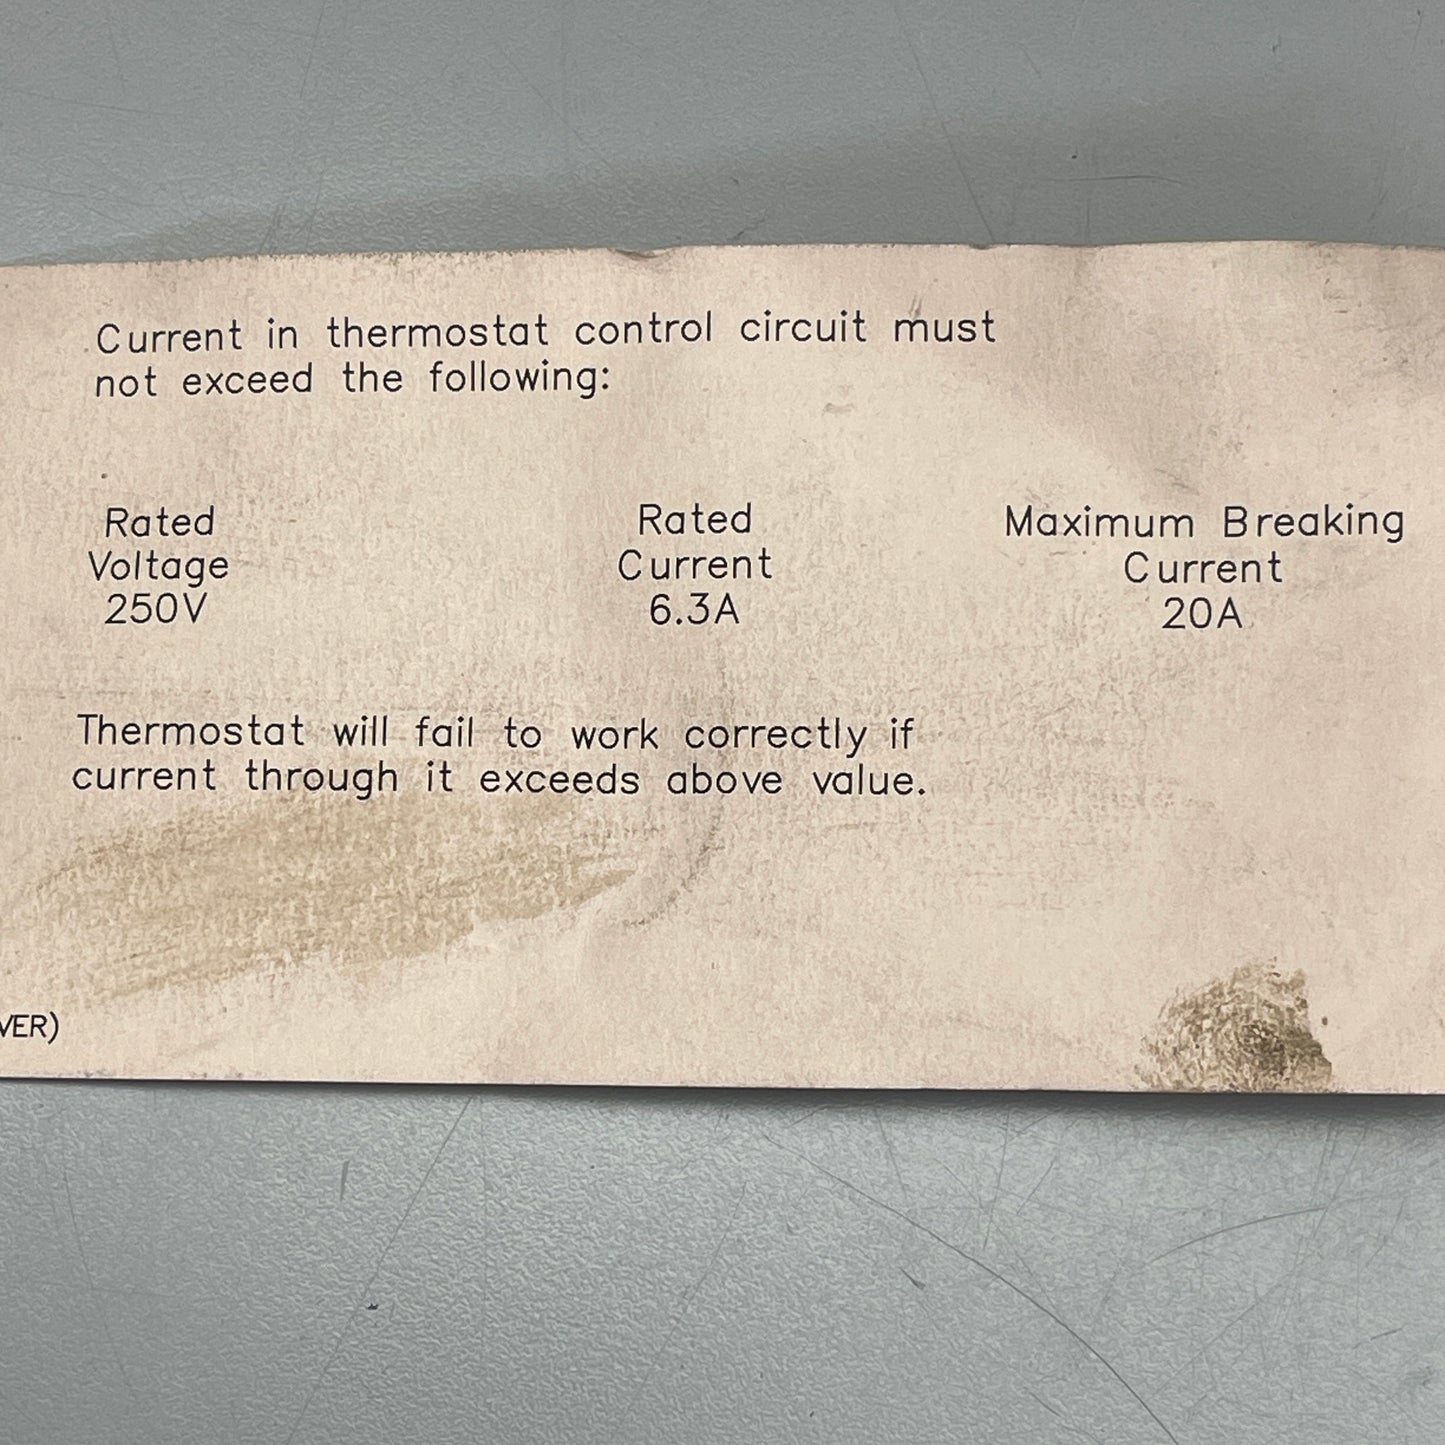 Current in thermostat control circuit must
not exceed the following:
Rated
Voltage
250V
Rated
Current
6.3A
Maximum Breaking
Current
20A
Thermostat will fail to work correctly if
current through it exceeds above value.
VER)